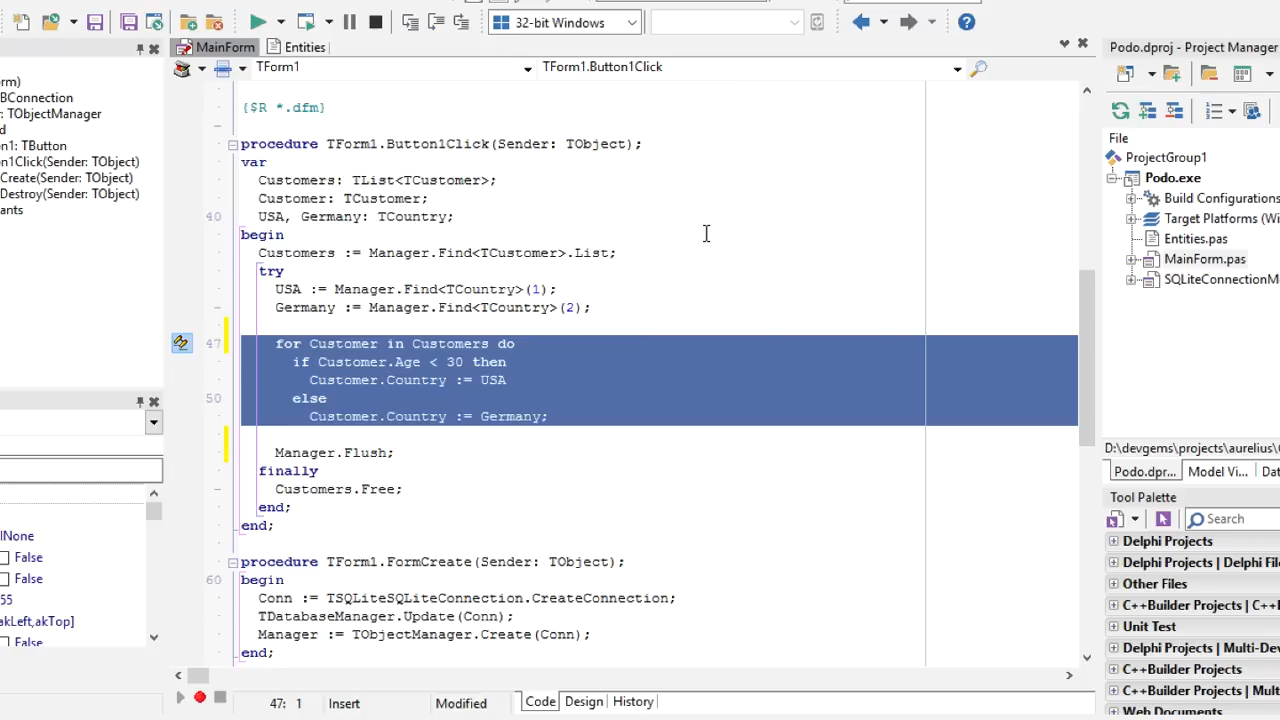 32-bit Windows
MainForm
Entities
Podo.dproj - Project Manager
TForm1
TForm1.Button1Click
orm)
BConnection
: TObjectManager
d
n1: TButton
n1Click(Sender: TObject)
Create(Sender: TObject)
Destroy(Sender: TObject)
ants
{$R *.dfm}
procedure TForm1.Button1Click(Sender: TObject);
var
Customers: TList<TCustomer>;
Customer: TCustomer;
40 USA, Germany: TCountry;
begin
Customers := Manager.Find<TCustomer>.List;
try
USA := Manager.Find<TCountry>(1);
Germany := Manager.Find<TCountry>(2);
47 for Customer in Customers do
if Customer.Age < 30 then
Customer.Country := USA
50 else
Customer.Country := Germany;
Manager.Flush;
finally
Customers.Free;
end;
end;
procedure TForm1.FormCreate(Sender: TObject);
60 begin
Conn := TSQLiteSQLiteConnection.CreateConnection;
TDatabaseManager.Update(Conn);
Manager := TObjectManager.Create(Conn);
end;
lNone
False
False
55
akLeft,akTop]
False
47: 1
Insert
Modified
Code
Design
History
File
ProjectGroup1
Podo.exe
Build Configurations
Target Platforms (Wi
Entities.pas
MainForm.pas
SQLiteConnectionM
D:\devgems\projects\aurelius\
Podo.dpr...
Model Vi...
Dat
Tool Palette
Search
Delphi Projects
Delphi Projects | Delphi File
Other Files
C++Builder Projects | C++
Unit Test
Delphi Projects | Multi-De
C++Builder Projects
C++Builder Projects | Mult
Web Documents